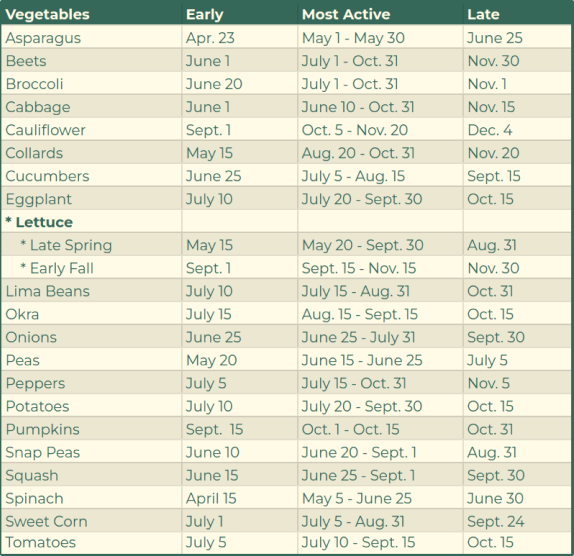 Vegetables Early Most Active Late
Asparagus Apr. 23 May 1 - May 30 June 25
Beets June 1 July 1 - Oct. 31 Nov. 30
Broccoli June 20 July 1 - Oct. 31 Nov. 1
Cabbage June 1 June 10 - Oct. 31 Nov. 15
Cauliflower Sept. 1 Oct. 5 - Nov. 20 Dec. 4
Collards May 15 Aug. 20 - Oct. 31 Nov. 20
Cucumbers June 25 July 5 - Aug. 15 Sept. 15
Eggplant July 10 July 20 - Sept. 30 Oct. 15
* Lettuce
* Late Spring May 15 May 20 - Sept. 30 Aug. 31
* Early Fall Sept. 1 Sept. 15 - Nov. 15 Nov. 30
Lima Beans July 10 July 15 - Aug. 31 Oct. 31
Okra July 15 Aug. 15 - Sept. 15 Oct. 15
Onions June 25 June 25 - July 31 Sept. 30
Peas May 20 June 15 - June 25 July 5
Peppers July 5 July 15 - Oct. 31 Nov. 5
Potatoes July 10 July 20 - Sept. 30 Oct. 15
Pumpkins Sept. 15 Oct. 1 - Oct. 15 Oct. 31
Snap Peas June 10 June 20 - Sept. 1 Aug. 31
Squash June 15 June 25 - Sept. 1 Sept. 30
Spinach April 15 May 5 - June 25 June 30
Sweet Corn July 1 July 5 - Aug. 31 Sept. 24
Tomatoes July 5 July 10 - Sept. 15 Oct. 15